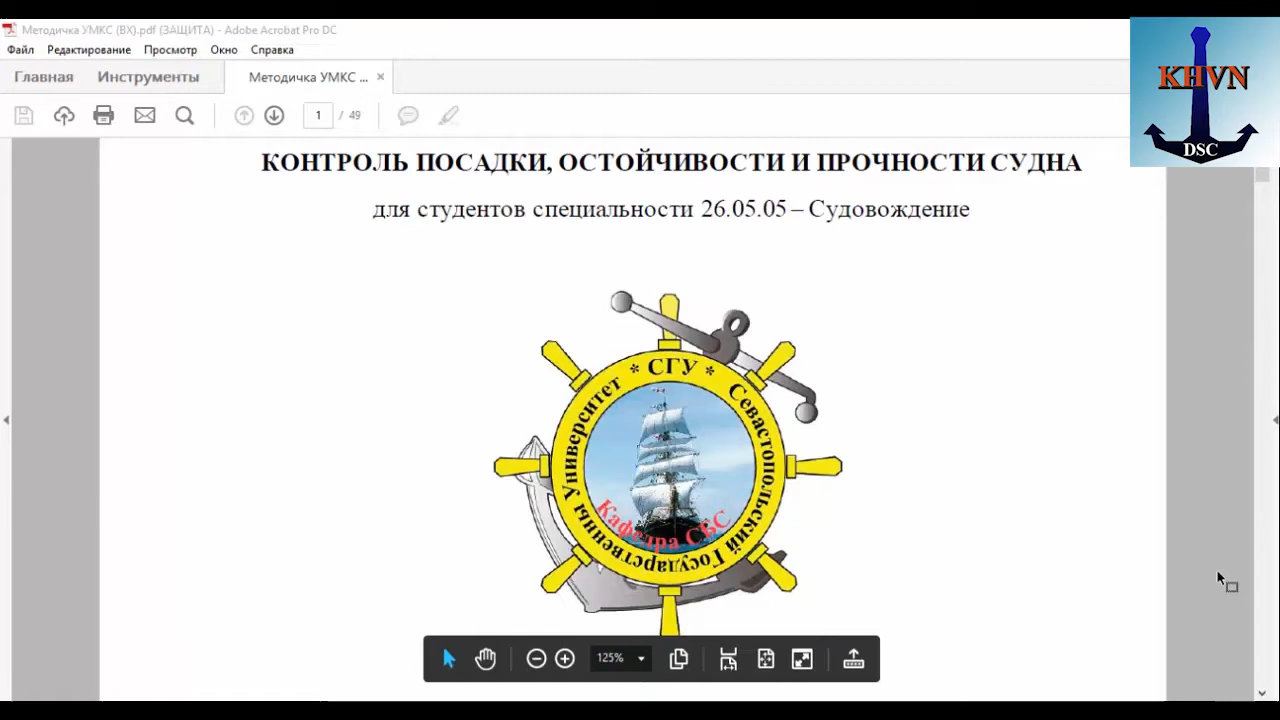 Методичка УМКС (ВХ).pdf (ЗАЩИТА) - Adobe Acrobat Pro DC
Файл Редактирование Просмотр Окно Справка
Главная Инструменты Методичка УМКС ... ×
1 / 49
KHVN
DSC
КОНТРОЛЬ ПОСАДКИ, ОСТОЙЧИВОСТИ И ПРОЧНОСТИ СУДНА
для студентов специальности 26.05.05 – Судовождение
* СГУ *
Севастопольский Государственны Университет
Кафедра СБС
125%